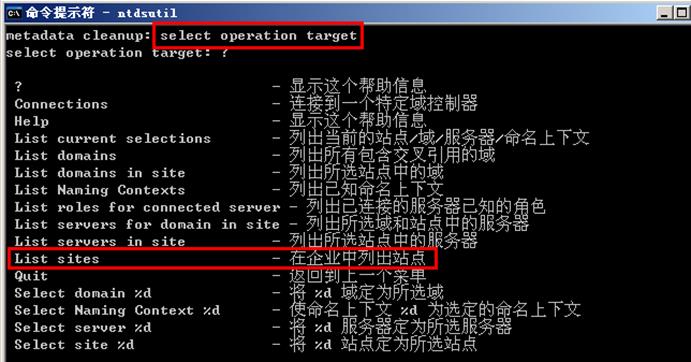 命令提示符 - ntdsutil
metadata cleanup: select operation target
select operation target: ?
? - 显示这个帮助信息
Connections - 连接到一个特定域控制器
Help - 显示这个帮助信息
List current selections - 列出当前的站点/域/服务器/命名上下文
List domains - 列出所有包含交叉引用的域
List domains in site - 列出所选站点中的域
List Naming Contexts - 列出已知命名上下文
List roles for connected server - 列出已连接的服务器已知的角色
List servers for domain in site - 列出所选域和站点中的服务器
List servers in site - 列出所选站点中的服务器
List sites - 在企业中列出站点
Quit - 返回到上一个菜单
Select domain %d - 将 %d 域定为所选域
Select Naming Context %d - 使命名上下文 %d 为选定的命名上下文
Select server %d - 将 %d 服务器定为所选服务器
Select site %d - 将 %d 站点定为所选站点